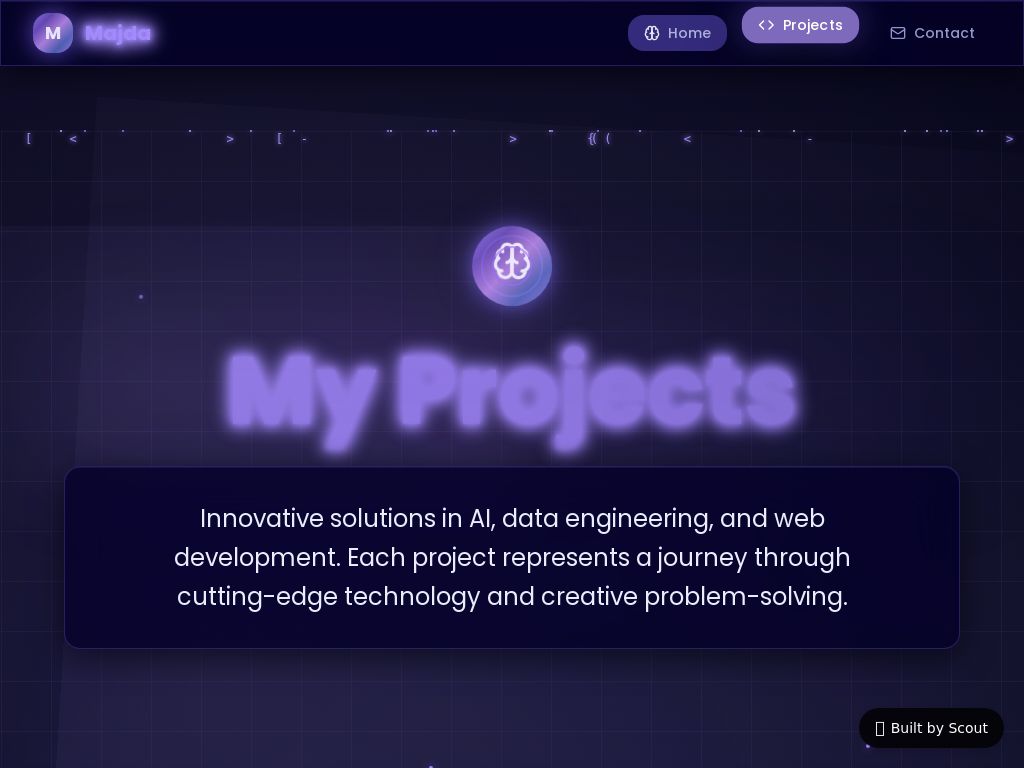 M Majda Home Projects Contact
[ < > [ - > {( ( < - >
My Projects
Innovative solutions in AI, data engineering, and web
development. Each project represents a journey through
cutting-edge technology and creative problem-solving.
Built by Scout